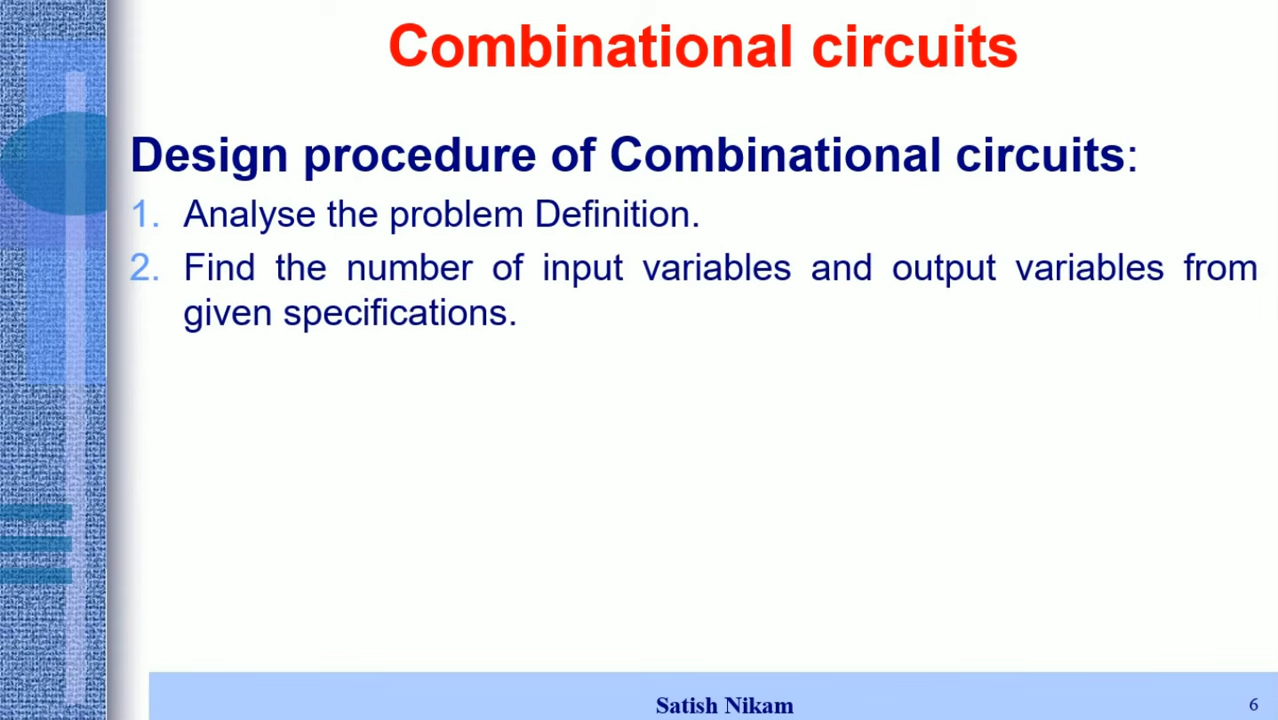 Combinational circuits
Design procedure of Combinational circuits:
1. Analyse the problem Definition.
2. Find the number of input variables and output variables from
given specifications.
Satish Nikam
6